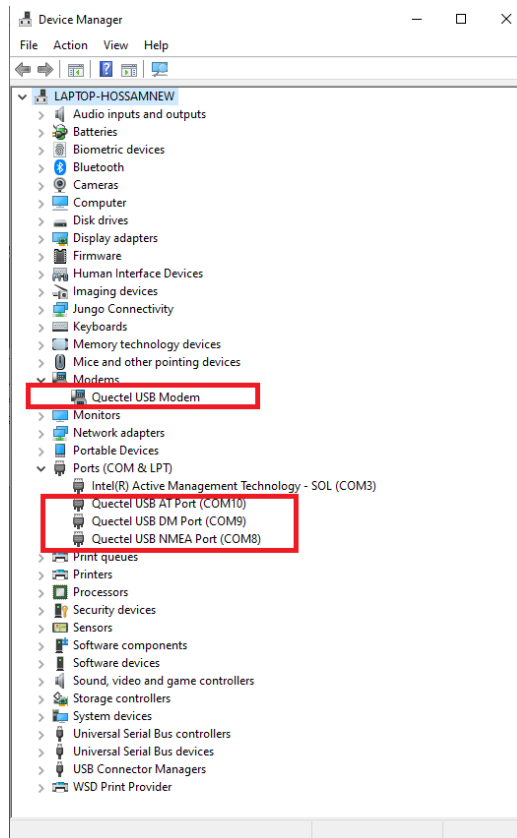 Device Manager
File Action View Help
LAPTOP-HOSSAMNEW
Audio inputs and outputs
Batteries
Biometric devices
Bluetooth
Cameras
Computer
Disk drives
Display adapters
Firmware
Human Interface Devices
Imaging devices
Jungo Connectivity
Keyboards
Memory technology devices
Mice and other pointing devices
Modems
Quectel USB Modem
Monitors
Network adapters
Portable Devices
Ports (COM & LPT)
Intel(R) Active Management Technology - SOL (COM3)
Quectel USB AT Port (COM10)
Quectel USB DM Port (COM9)
Quectel USB NMEA Port (COM8)
Print queues
Printers
Processors
Security devices
Sensors
Software components
Software devices
Sound, video and game controllers
Storage controllers
System devices
Universal Serial Bus controllers
Universal Serial Bus devices
USB Connector Managers
WSD Print Provider